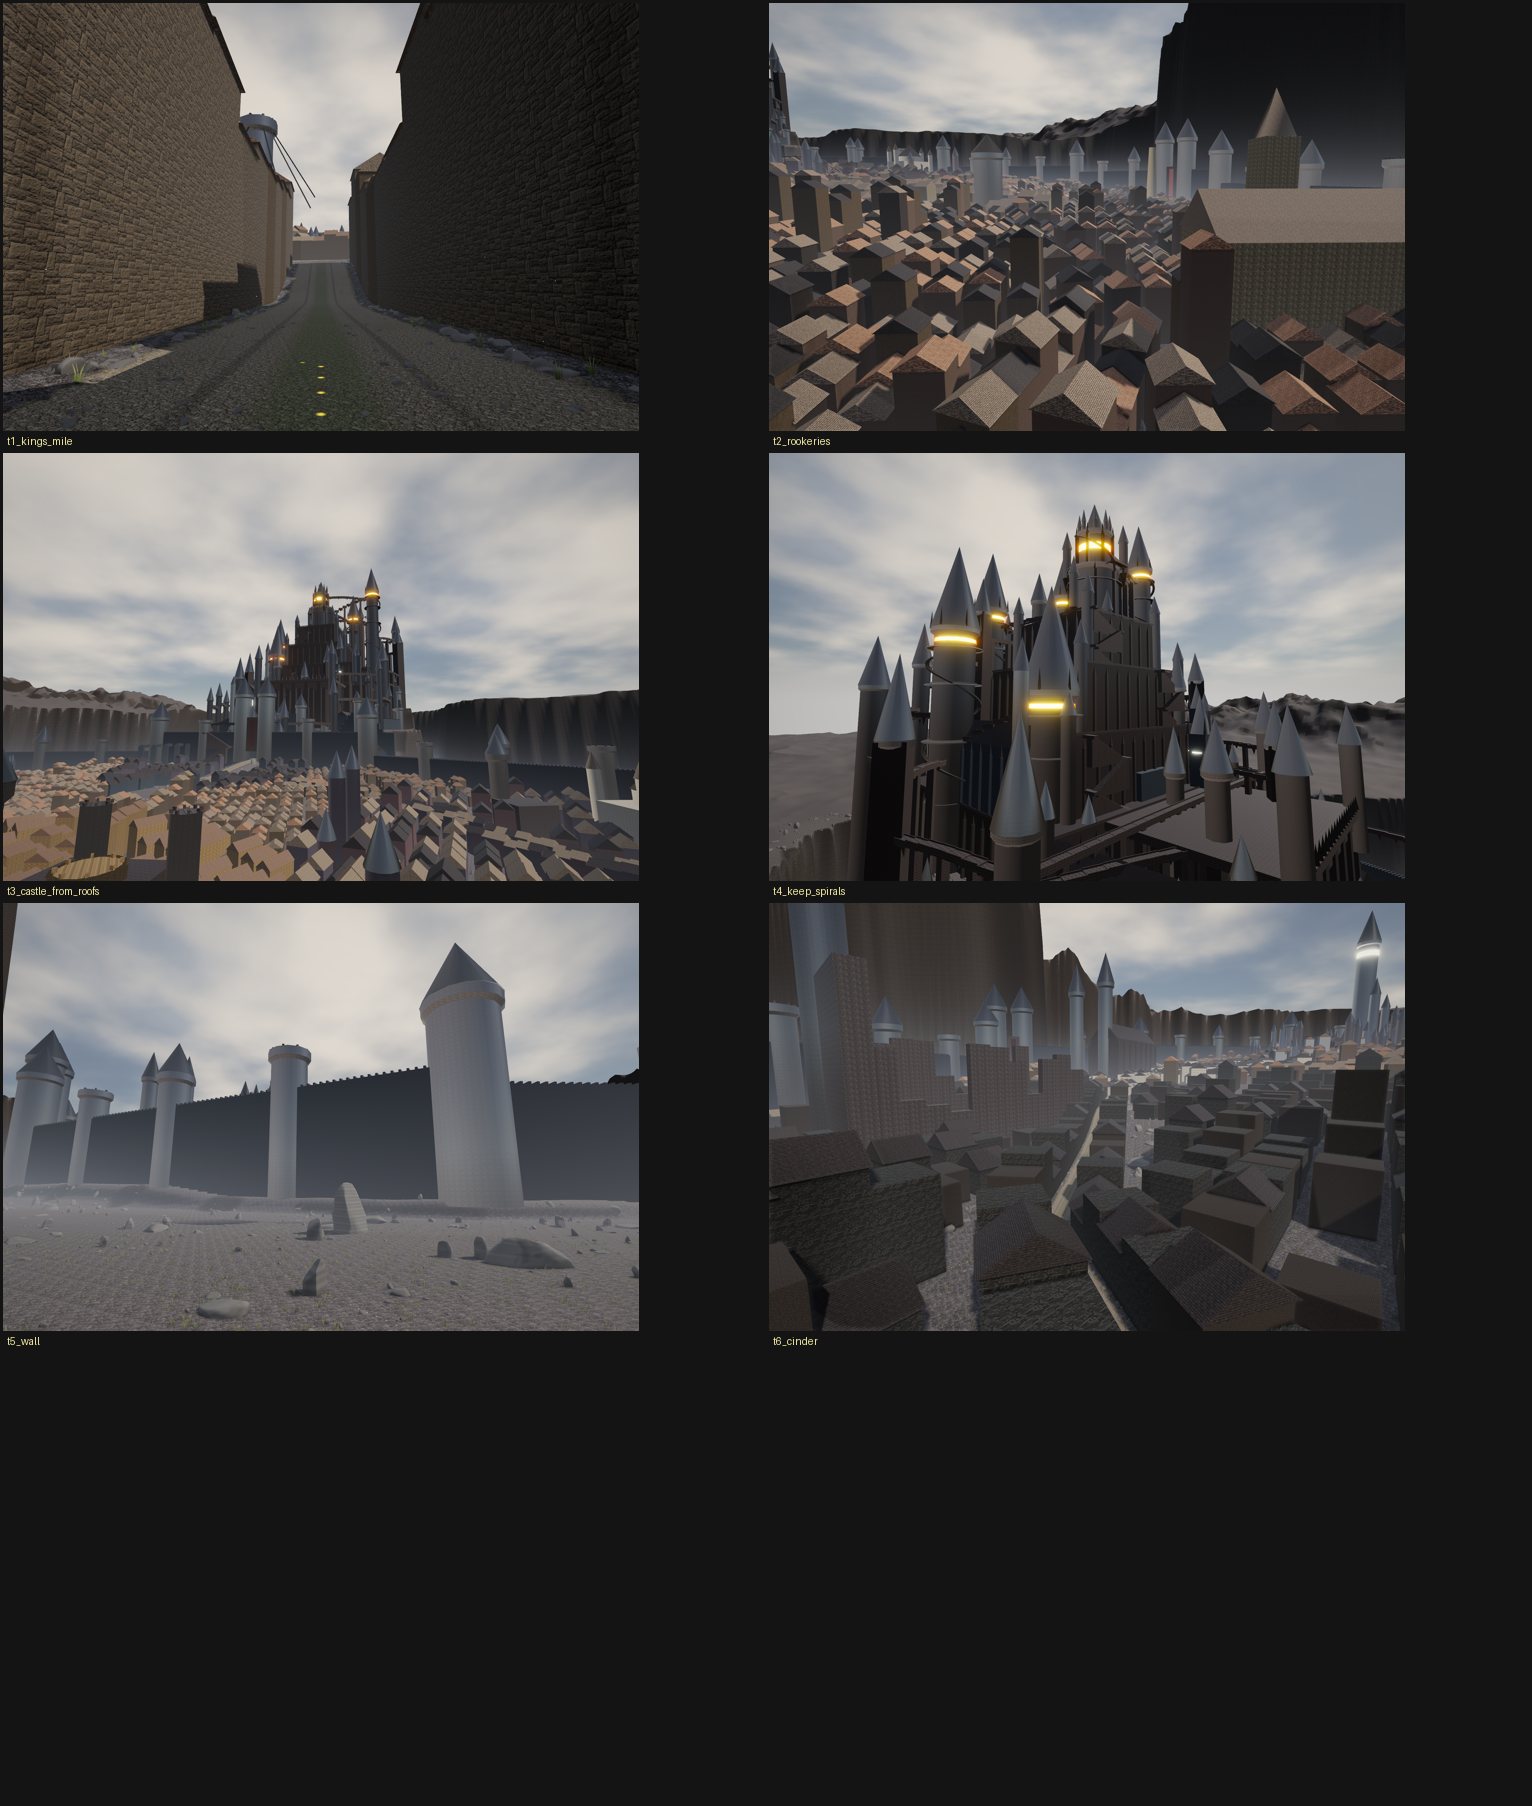 t1_kings_mile
t2_rookeries
t3_castle_from_roofs
t4_keep_spirals
t5_wall
t6_cinder